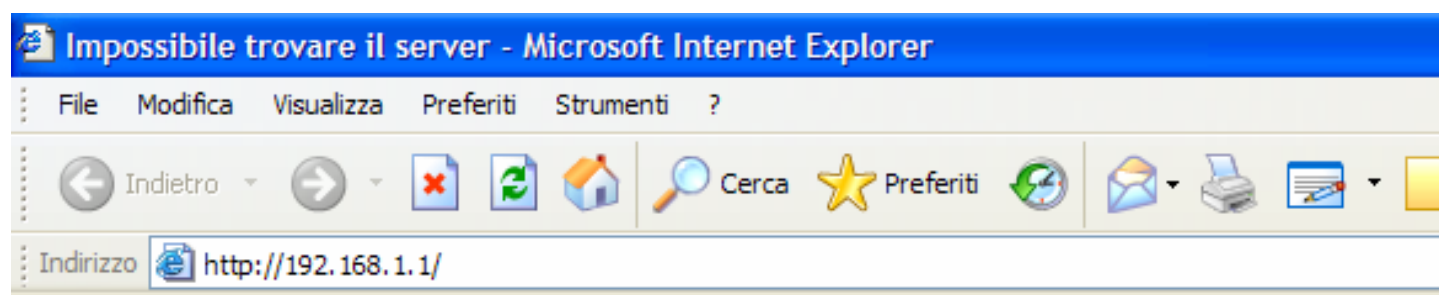 Impossibile trovare il server - Microsoft Internet Explorer
File Modifica Visualizza Preferiti Strumenti ?
Indietro Cerca Preferiti
Indirizzo http://192.168.1.1/